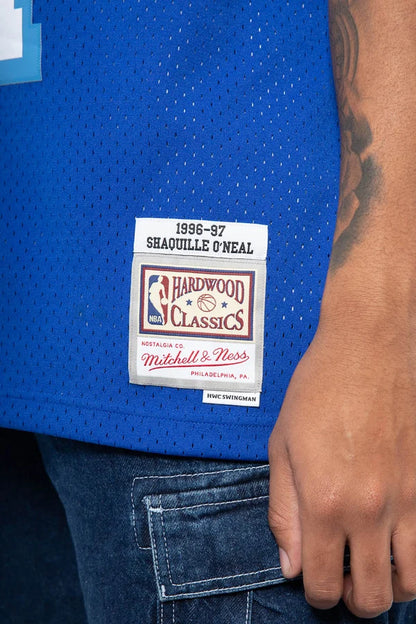 1996-97
SHAQUILLE O'NEAL
HARDWOOD
CLASSICS
NBA
NOSTALGIA CO.
Mitchell & Ness
PHILADELPHIA, PA.
HWC SWINGMAN